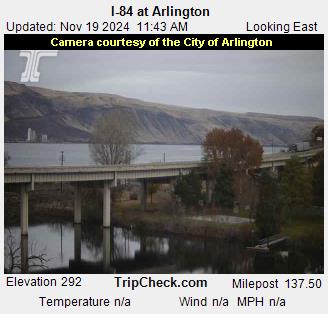 I-84 at Arlington
Updated: Nov 19 2024 11:43 AM Looking East
Camera courtesy of the City of Arlington
Elevation 292 TripCheck.com Milepost 137.50
Temperature n/a Wind n/a MPH n/a